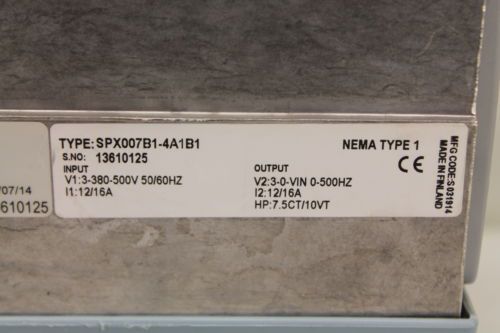 TYPE: SPX007B1-4A1B1
NEMA TYPE 1
S.NO: 13610125
INPUT
V1:3-380-500V 50/60HZ
I1:12/16A
OUTPUT
V2:3-0-VIN 0-500HZ
I2:12/16A
HP:7.5CT/10VT
CE
MFG CODE:S031914
MADE IN FINLAND
/07/14
610125